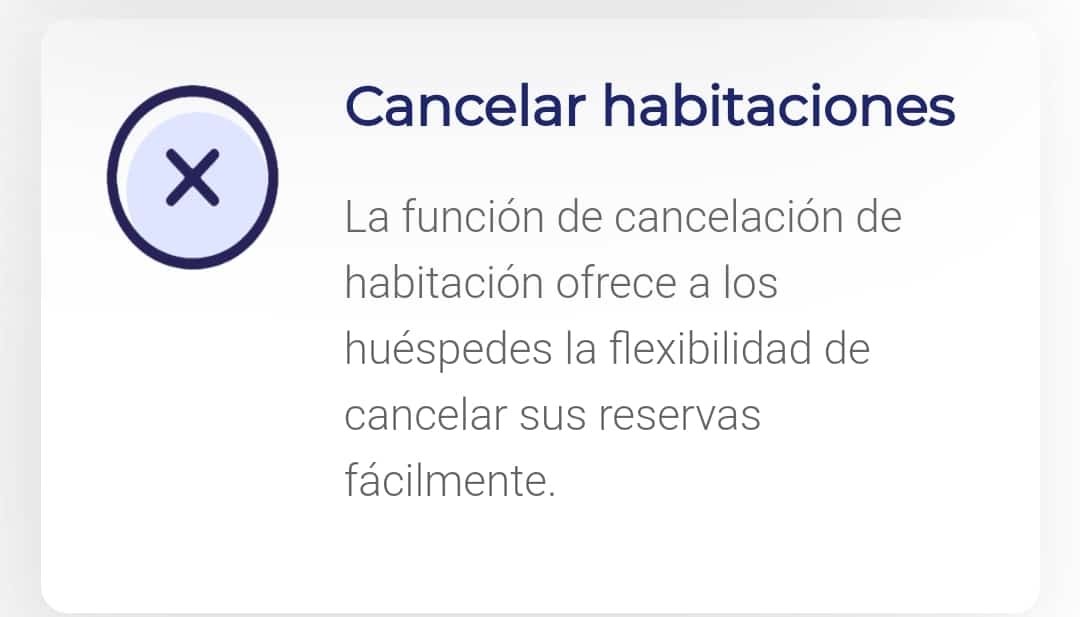 Cancelar habitaciones
La función de cancelación de
habitación ofrece a los
huéspedes la flexibilidad de
cancelar sus reservas
fácilmente.